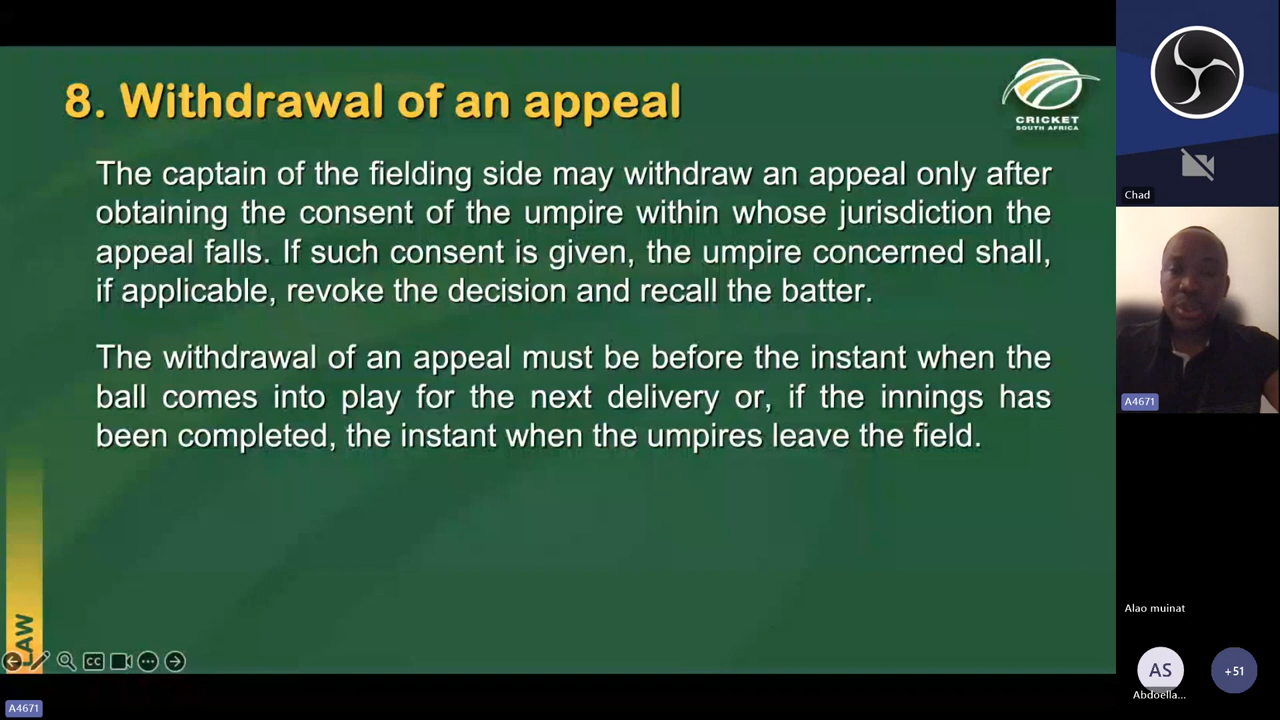 8. Withdrawal of an appeal
CRICKET
SOUTH AFRICA
The captain of the fielding side may withdraw an appeal only after
obtaining the consent of the umpire within whose jurisdiction the
appeal falls. If such consent is given, the umpire concerned shall,
if applicable, revoke the decision and recall the batter.
The withdrawal of an appeal must be before the instant when the
ball comes into play for the next delivery or, if the innings has
been completed, the instant when the umpires leave the field.
LAW
CC
A4671
Chad
A4671
Alao muinat
AS
Abdoella...
+51